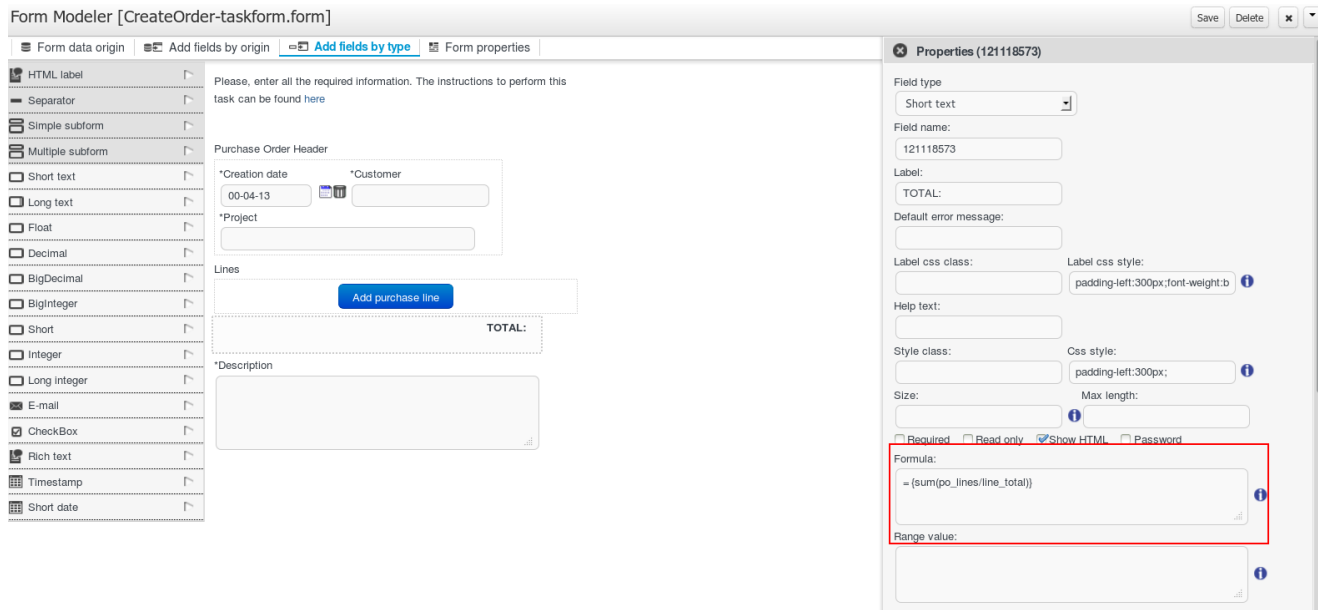 Form Modeler [CreateOrder-taskform.form]
Save Delete
Form data origin Add fields by origin Add fields by type Form properties
HTML label
Separator
Simple subform
Multiple subform
Short text
Long text
Float
Decimal
BigDecimal
BigInteger
Short
Integer
Long integer
E-mail
CheckBox
Rich text
Timestamp
Short date
Please, enter all the required information. The instructions to perform this
task can be found here
Purchase Order Header
*Creation date *Customer
00-04-13
*Project
Lines
Add purchase line
TOTAL:
*Description
Properties (121118573)
Field type
Short text
Field name:
121118573
Label:
TOTAL:
Default error message:
Label css class: Label css style:
padding-left:300px;font-weight:b
Help text:
Style class: Css style:
padding-left:300px;
Size: Max length:
Required Read only Show HTML Password
Formula:
={sum(po_lines/line_total)}
Range value: